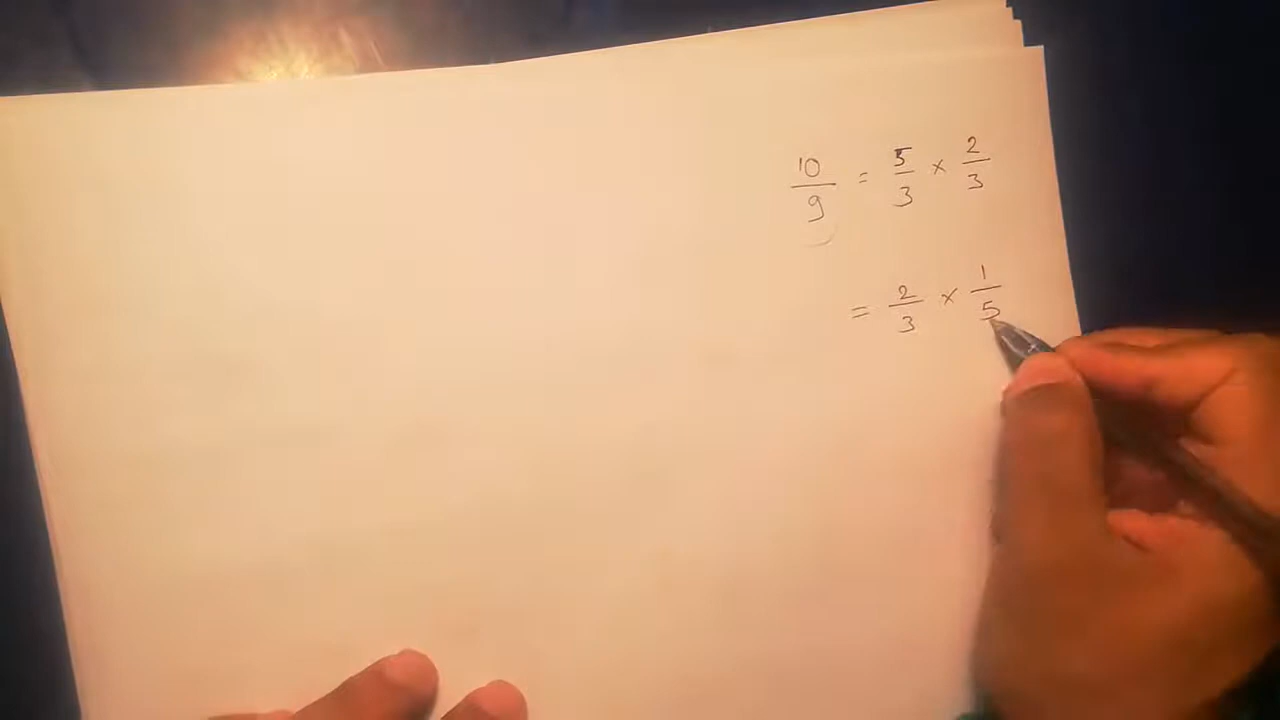 10/9 = 5/3 × 2/3
= 2/3 × 1/5